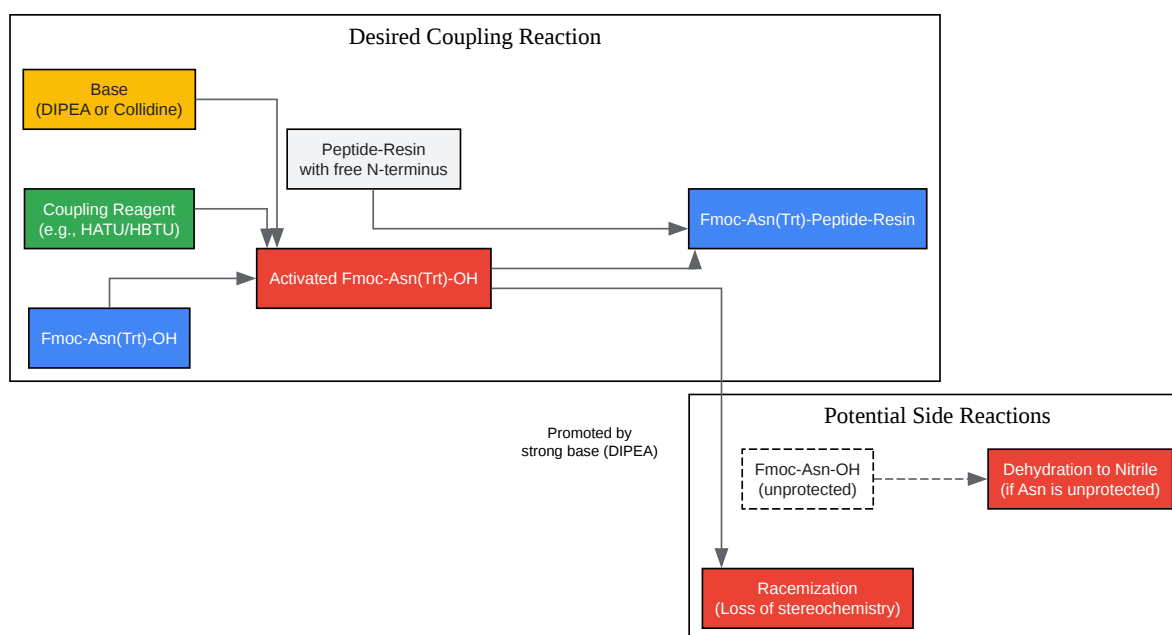 Desired Coupling Reaction
Base
(DIPEA or Collidine)
Peptide-Resin
with free N-terminus
Coupling Reagent
(e.g., HATU/HBTU)
Fmoc-Asn(Trt)-Peptide-Resin
Activated Fmoc-Asn(Trt)-OH
Fmoc-Asn(Trt)-OH
Potential Side Reactions
Promoted by
strong base (DIPEA)
Fmoc-Asn-OH
(unprotected)
Dehydration to Nitrile
(if Asn is unprotected)
Racemization
(Loss of stereochemistry)